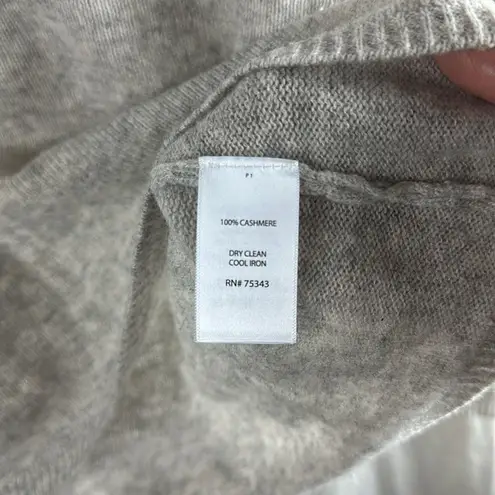 P1
100% CASHMERE
DRY CLEAN
COOL IRON
RN# 75343